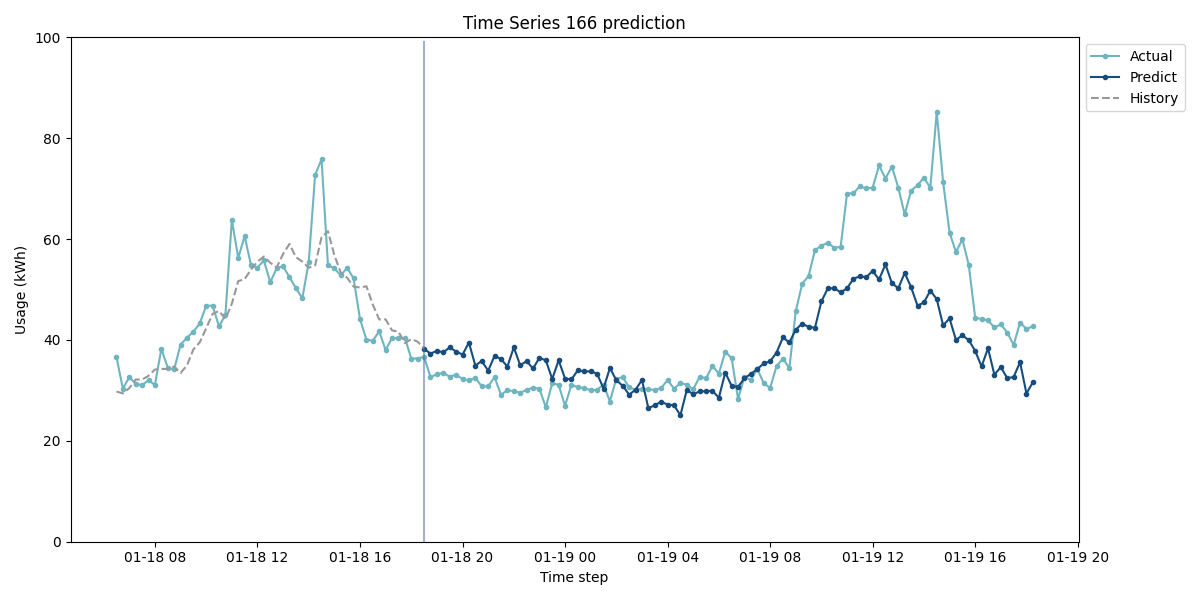 Time Series 166 prediction
100
80
60
40
20
0
Usage (kWh)
01-18 08
01-18 12
01-18 16
01-18 20
01-19 00
01-19 04
01-19 08
01-19 12
01-19 16
01-19 20
Time step
Actual
Predict
History